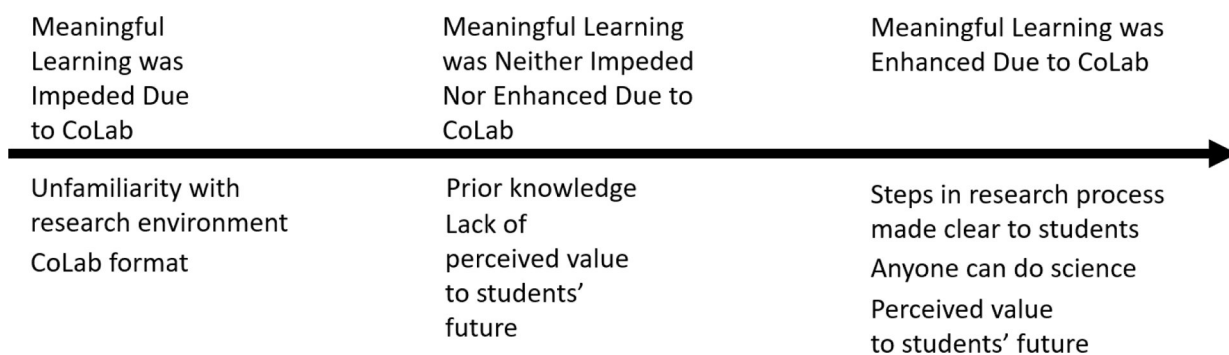 Meaningful
Learning was
Impeded Due
to CoLab
Meaningful Learning
was Neither Impeded
Nor Enhanced Due to
CoLab
Meaningful Learning was
Enhanced Due to CoLab
Unfamiliarity with
research environment
CoLab format
Prior knowledge
Lack of
perceived value
to students’
future
Steps in research process
made clear to students
Anyone can do science
Perceived value
to students’ future